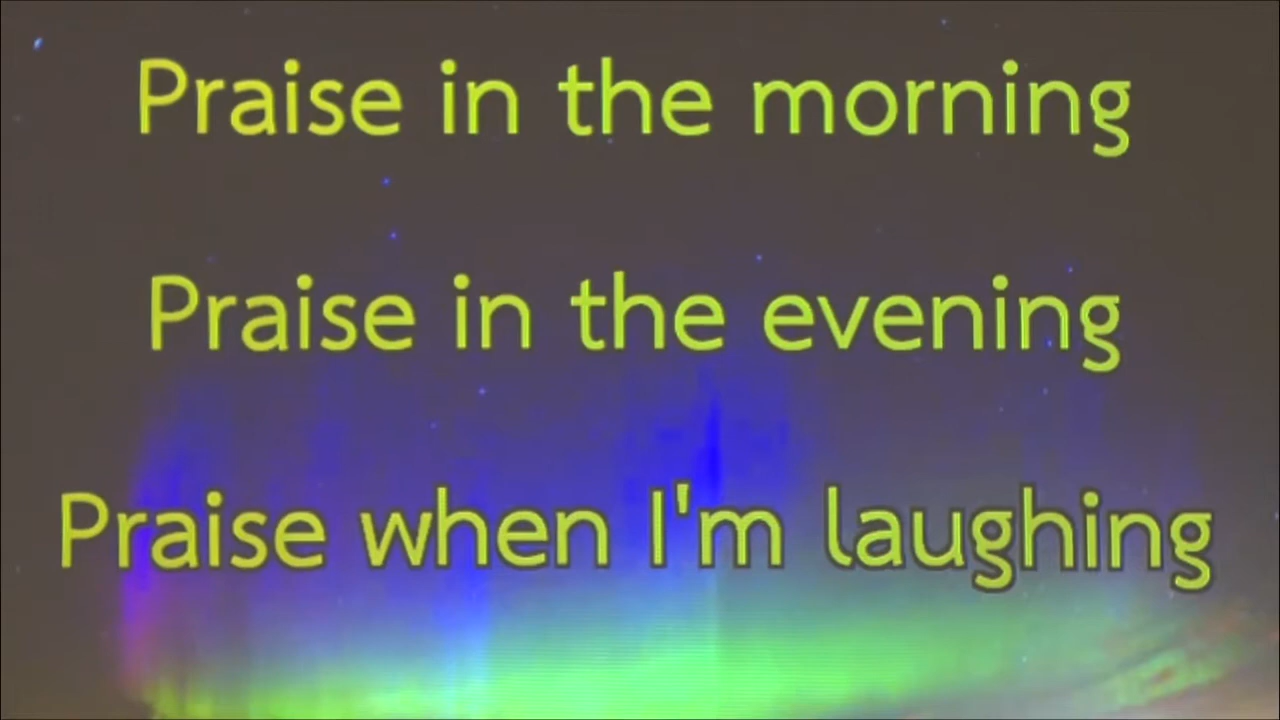 Praise in the morning
Praise in the evening
Praise when I'm laughing